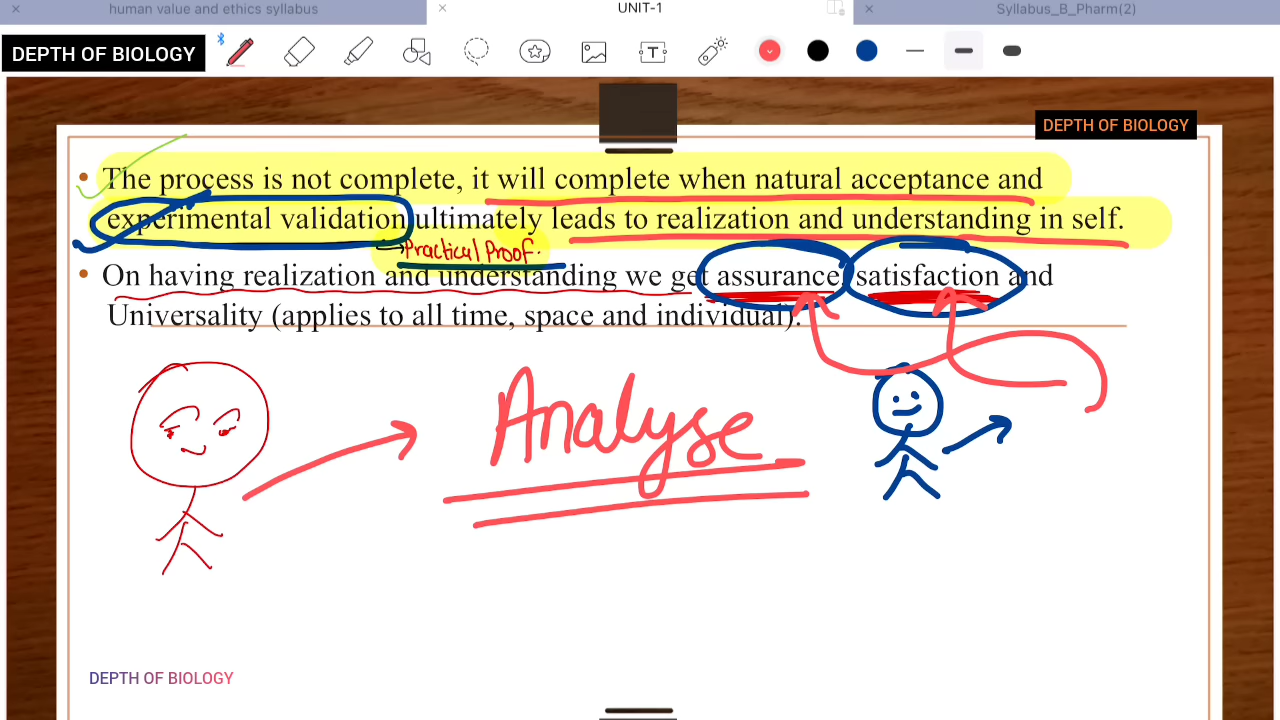 human value and ethics syllabus
UNIT-1
Syllabus_B_Pharm(2)
DEPTH OF BIOLOGY
DEPTH OF BIOLOGY
• The process is not complete, it will complete when natural acceptance and
experimental validation ultimately leads to realization and understanding in self.
→Practical Proof.
• On having realization and understanding we get assurance, satisfaction and
Universality (applies to all time, space and individual).
Analyse
DEPTH OF BIOLOGY